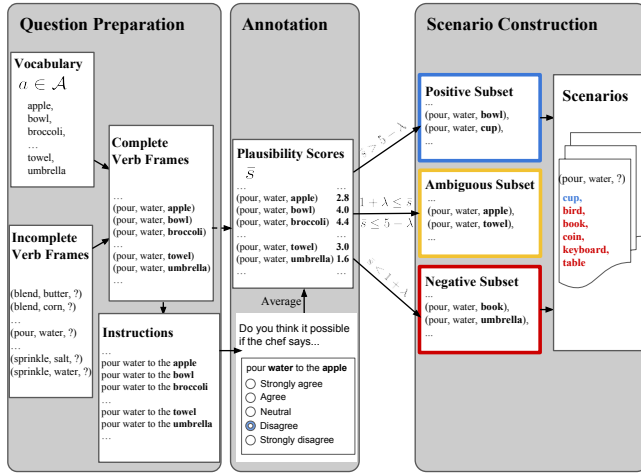 Question Preparation
Vocabulary
a ∈ 𝒜
apple,
bowl,
broccoli,
...
towel,
umbrella
Incomplete
Verb Frames
(blend, butter, ?)
(blend, corn, ?)
...
(pour, water, ?)
...
(sprinkle, salt, ?)
(sprinkle, water, ?)
Complete
Verb Frames
...
(pour, water, apple)
(pour, water, bowl)
(pour, water, broccoli)
...
(pour, water, towel)
(pour, water, umbrella)
...
Instructions
...
pour water to the apple
pour water to the bowl
pour water to the broccoli
...
pour water to the towel
pour water to the umbrella
...
Annotation
Plausibility Scores
s̄
... ...
(pour, water, apple) 2.8
(pour, water, bowl) 4.0
(pour, water, broccoli) 4.4
... ...
(pour, water, towel) 3.0
(pour, water, umbrella) 1.6
...
Average
Do you think it possible
if the chef says...
pour water to the apple
Strongly agree
Agree
Neutral
Disagree
Strongly disagree
s̄ > 5 − λ
1 + λ ≤ s̄
s̄ ≤ 5 − λ
s̄ < 1 + λ
Scenario Construction
Positive Subset
...
(pour, water, bowl),
(pour, water, cup),
...
Ambiguous Subset
...
(pour, water, apple),
(pour, water, towel),
...
Negative Subset
...
(pour, water, book),
(pour, water, umbrella),
...
Scenarios
(pour, water, ?)
cup,
bird,
book,
coin,
keyboard,
table